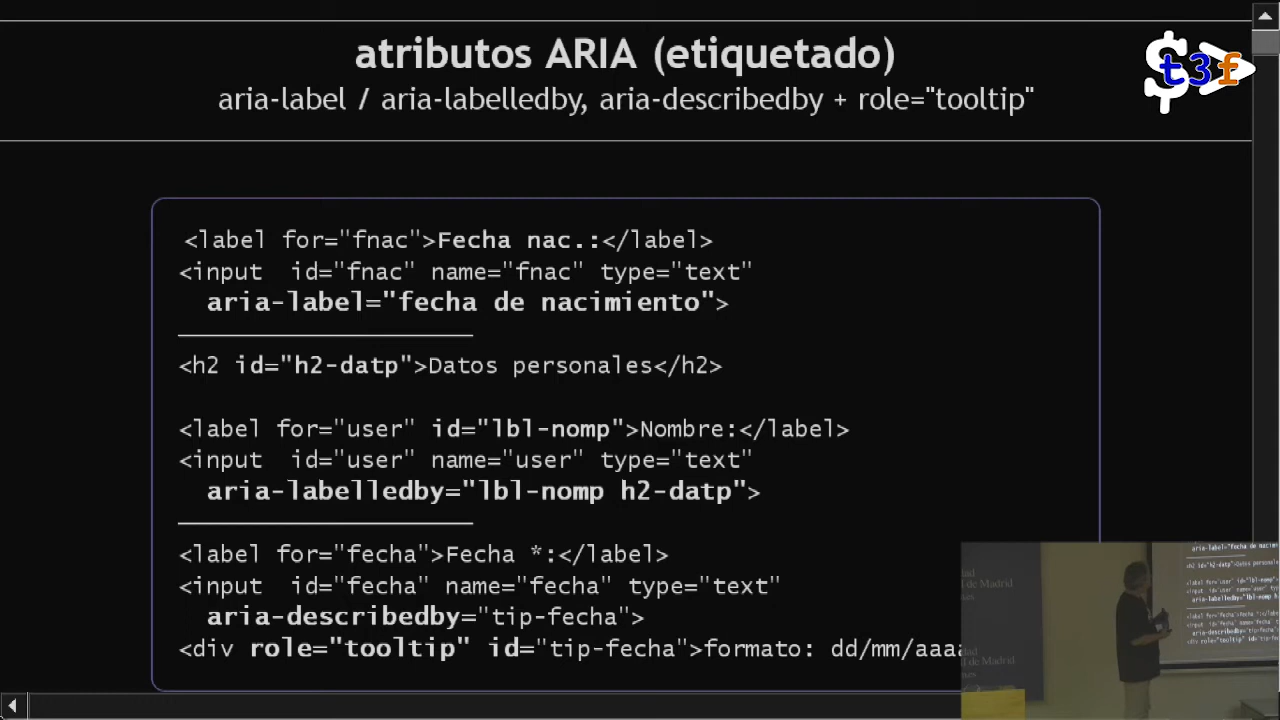 atributos ARIA (etiquetado)
aria-label / aria-labelledby, aria-describedby + role="tooltip"
$t3f
<label for="fnac">Fecha nac.:</label>
<input  id="fnac" name="fnac" type="text"
  aria-label="fecha de nacimiento">
<h2 id="h2-datp">Datos personales</h2>
<label for="user" id="lbl-nomp">Nombre:</label>
<input  id="user" name="user" type="text"
  aria-labelledby="lbl-nomp h2-datp">
<label for="fecha">Fecha *:</label>
<input  id="fecha" name="fecha" type="text"
  aria-describedby="tip-fecha">
<div role="tooltip" id="tip-fecha">formato: dd/mm/aaaa